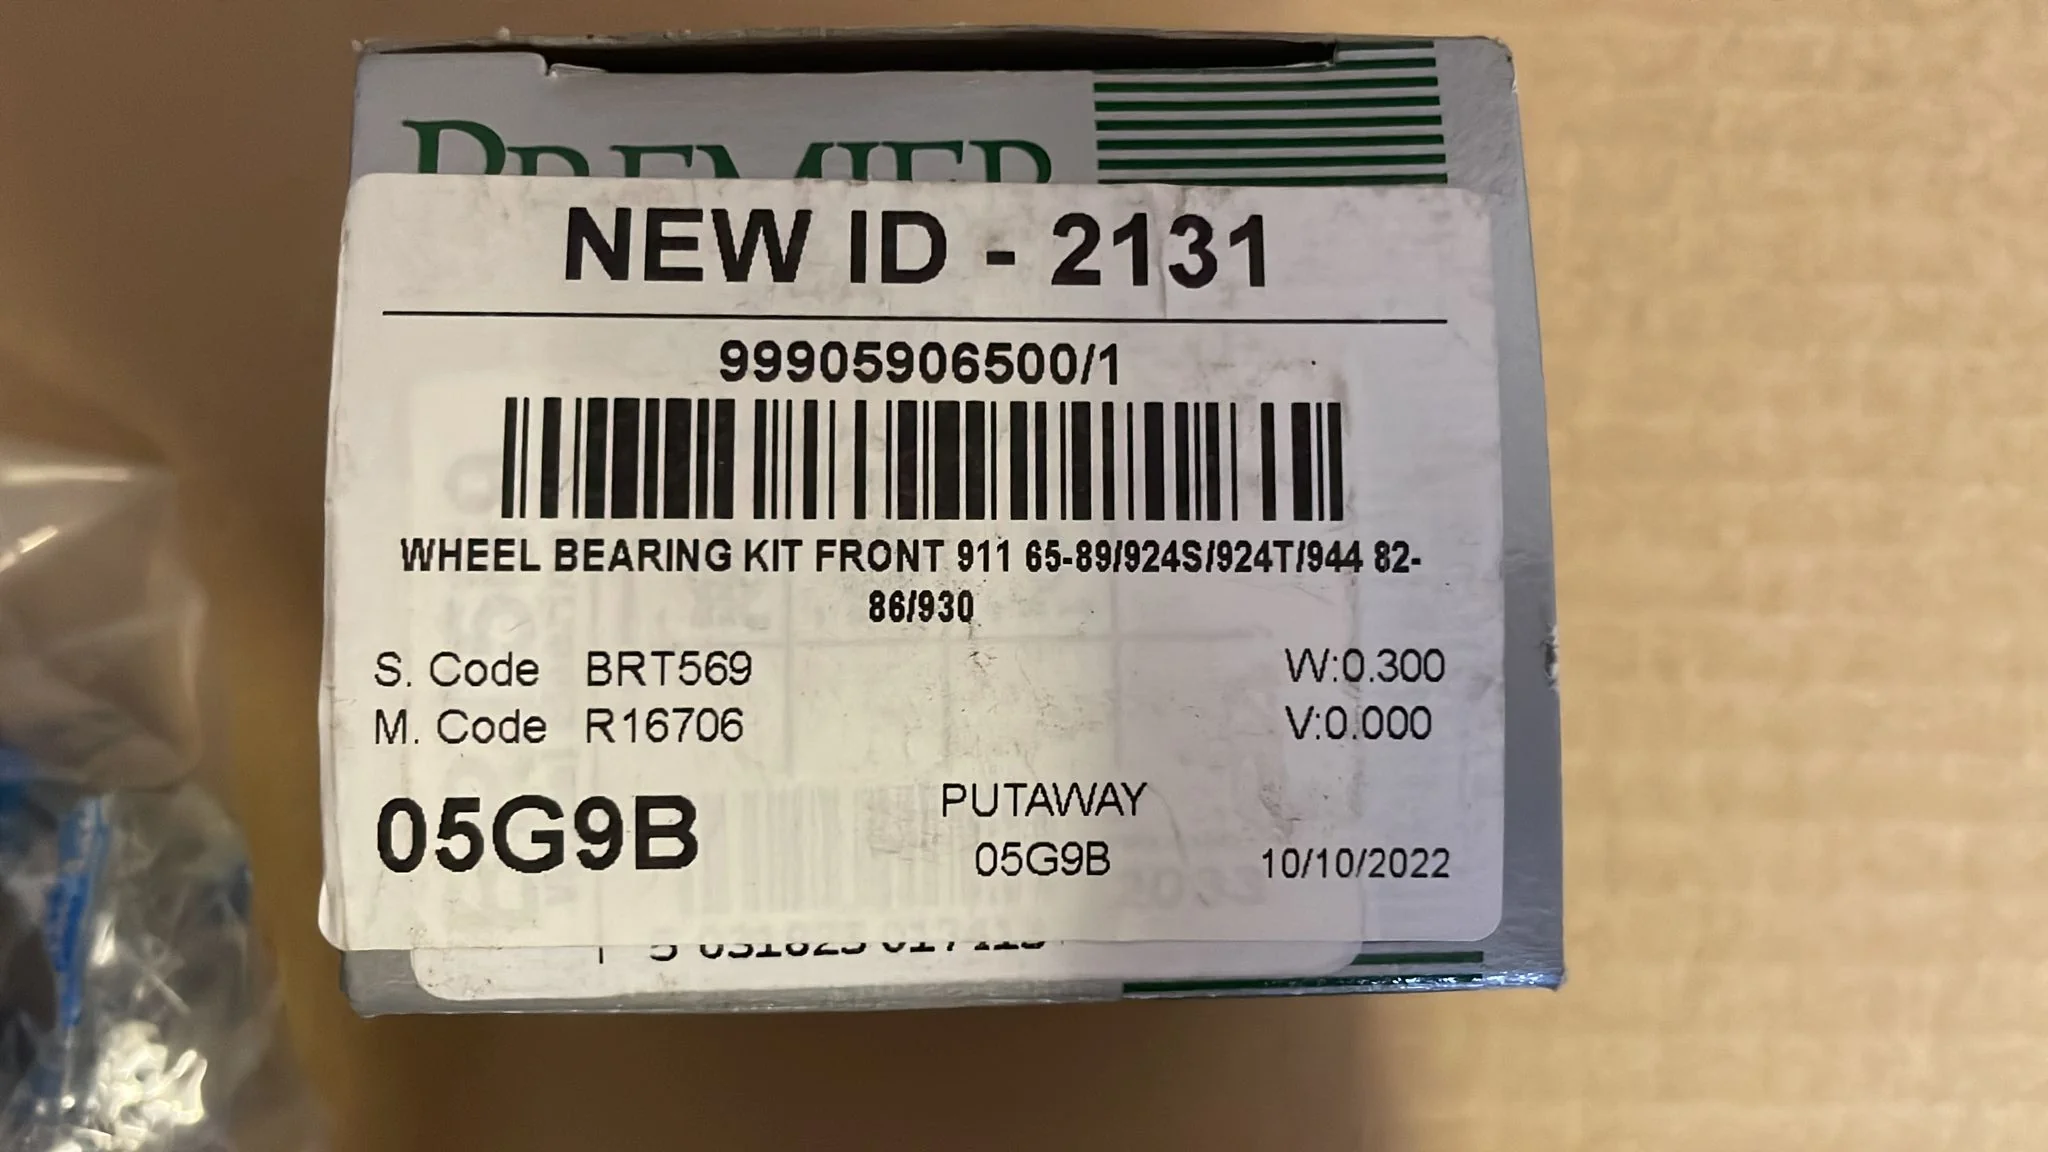 PREMIER
NEW ID - 2131
99905906500/1
WHEEL BEARING KIT FRONT 911 65-89/924S/924T/944 82-
86/930
S. Code BRT569 W:0.300
M. Code R16706 V:0.000
05G9B
PUTAWAY
05G9B 10/10/2022